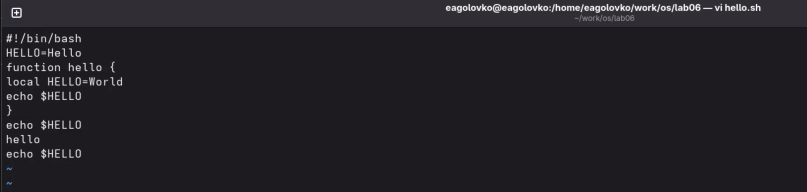 eagolovko@eagolovko:/home/eagolovko/work/os/lab06 — vi hello.sh
~/work/os/lab06
#!/bin/bash
HELLO=Hello
function hello {
local HELLO=World
echo $HELLO
}
echo $HELLO
hello
echo $HELLO
~
~